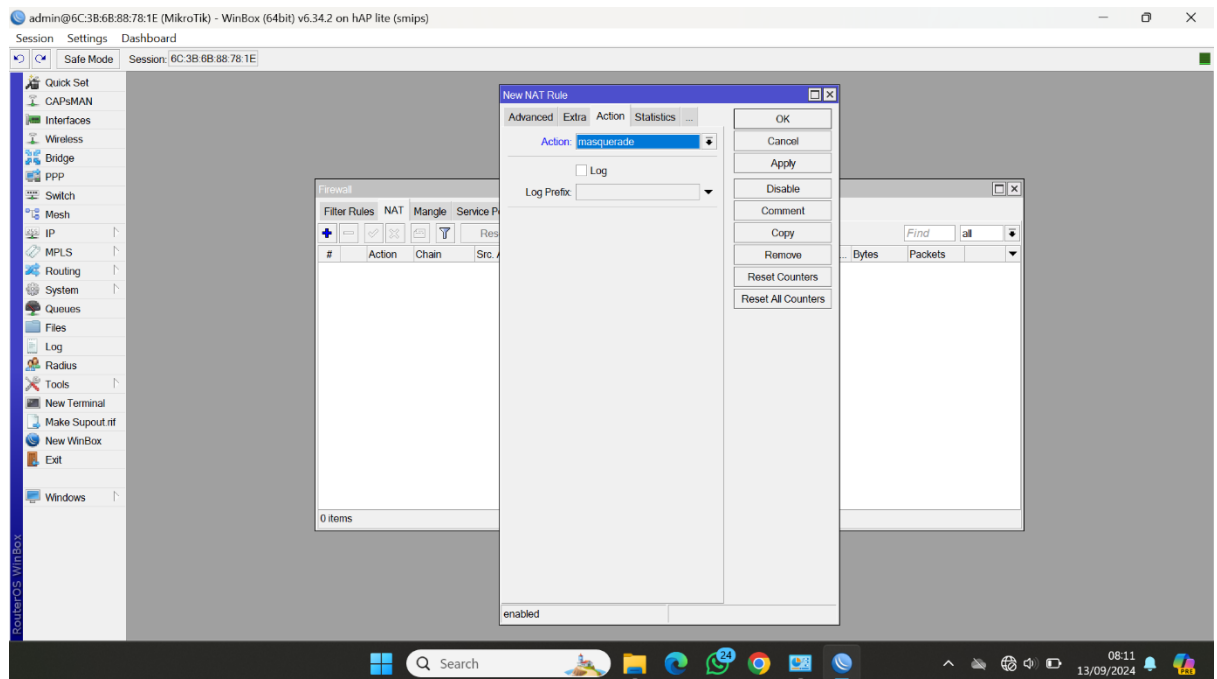 admin@6C:3B:6B:88:78:1E (MikroTik) - WinBox (64bit) v6.34.2 on hAP lite (smips)
Session Settings Dashboard
Safe Mode Session: 6C:3B:6B:88:78:1E
Quick Set
CAPsMAN
Interfaces
Wireless
Bridge
PPP
Switch
Mesh
IP
MPLS
Routing
System
Queues
Files
Log
Radius
Tools
New Terminal
Make Supout.rif
New WinBox
Exit
Windows
RouterOS WinBox
Firewall
Filter Rules NAT Mangle Service P
Res
Find all
# Action Chain Src. A ... Bytes Packets
0 items
New NAT Rule
Advanced Extra Action Statistics ...
Action: masquerade
Log
Log Prefix:
OK
Cancel
Apply
Disable
Comment
Copy
Remove
Reset Counters
Reset All Counters
enabled
Search
24
08:11
13/09/2024
PRE